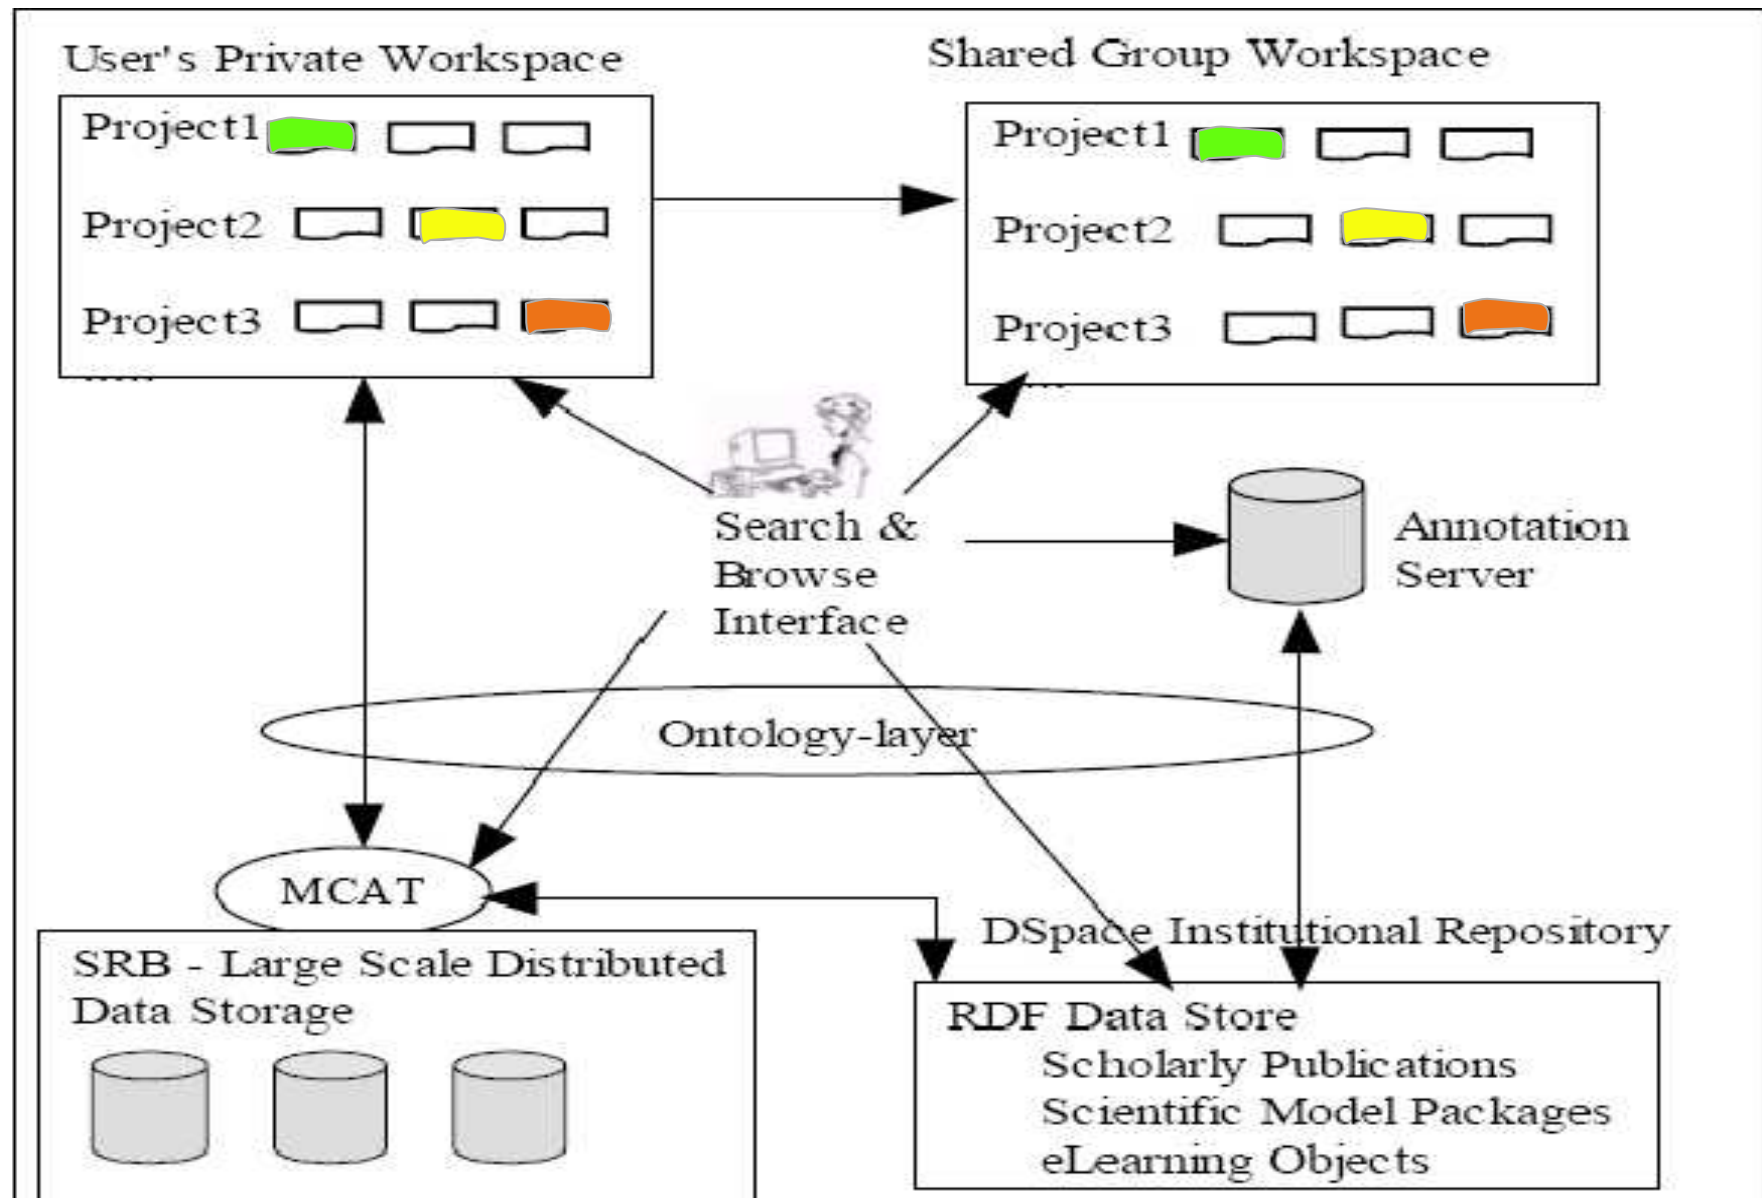 User's Private Workspace
Shared Group Workspace
Project1
Project2
Project3
.....
Project1
Project2
Project3
...
Search &
Browse
Interface
Annotation
Server
Ontology-layer
MCAT
SRB - Large Scale Distributed
Data Storage
DSpace Institutional Repository
RDF Data Store
Scholarly Publications
Scientific Model Packages
eLearning Objects